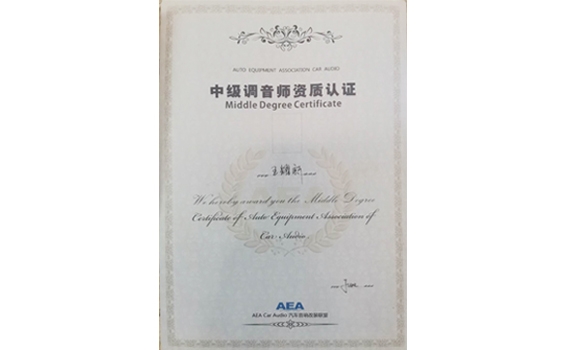 AUTO EQUIPMENT ASSOCIATION CAR AUDIO
中级调音师资质认证
Middle Degree Certificate
We hereby award you the Middle Degree
Certificate of Auto Equipment Association of
Car Audio
AEA
AEA Car Audio 汽车音响改装联盟